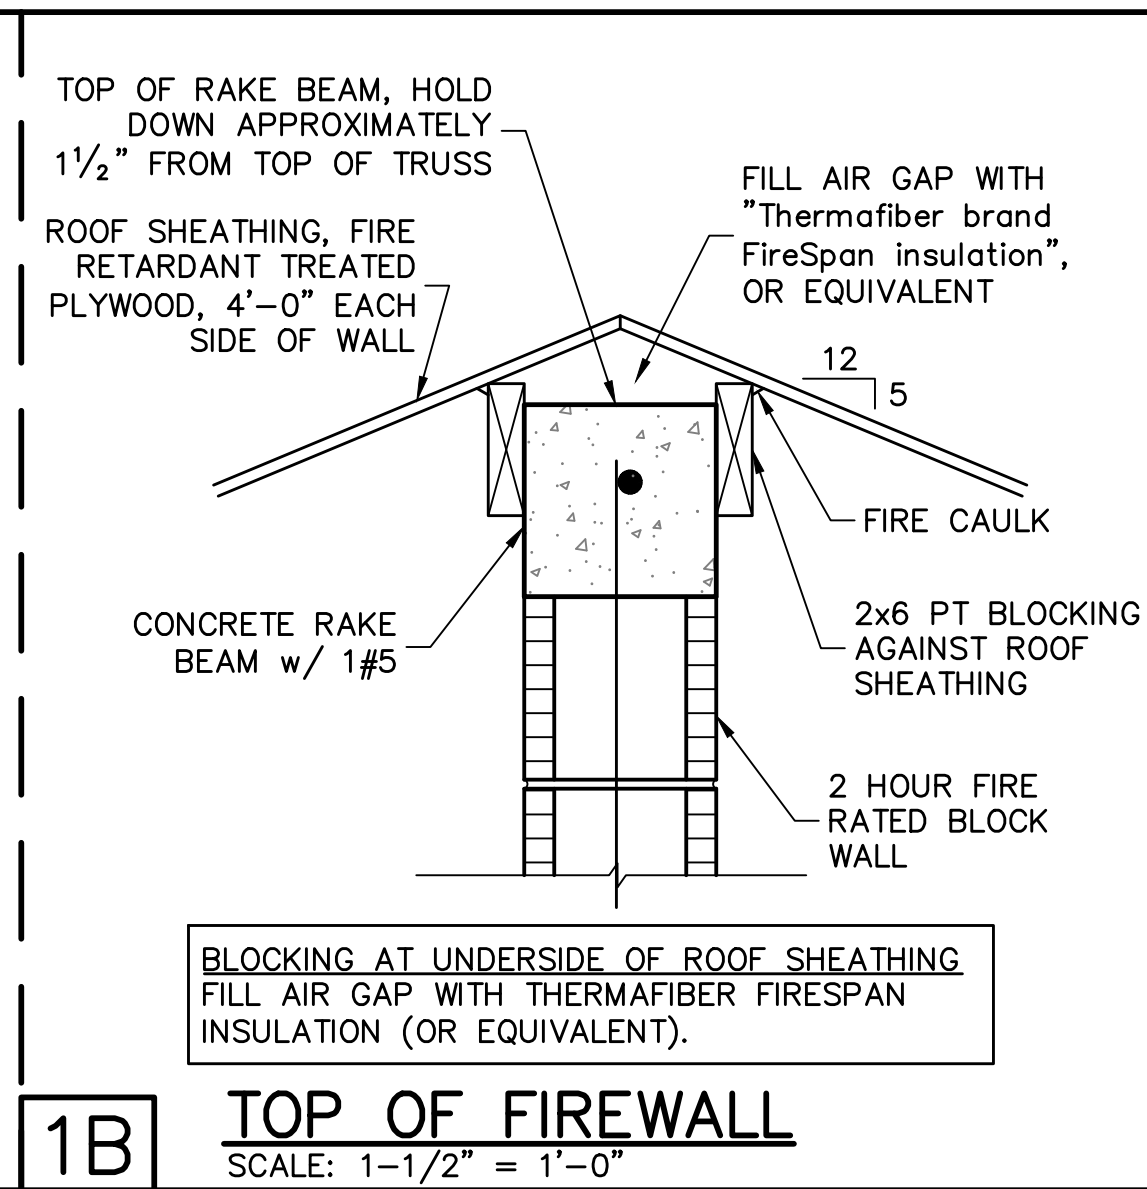 TOP OF RAKE BEAM, HOLD
DOWN APPROXIMATELY
1½" FROM TOP OF TRUSS
FILL AIR GAP WITH
"Thermafiber brand
FireSpan insulation",
OR EQUIVALENT
ROOF SHEATHING, FIRE
RETARDANT TREATED
PLYWOOD, 4'-0" EACH
SIDE OF WALL
12
5
FIRE CAULK
CONCRETE RAKE
BEAM w/ 1#5
2x6 PT BLOCKING
AGAINST ROOF
SHEATHING
2 HOUR FIRE
RATED BLOCK
WALL
BLOCKING AT UNDERSIDE OF ROOF SHEATHING
FILL AIR GAP WITH THERMAFIBER FIRESPAN
INSULATION (OR EQUIVALENT).
1B
TOP OF FIREWALL
SCALE: 1-1/2" = 1'-0"